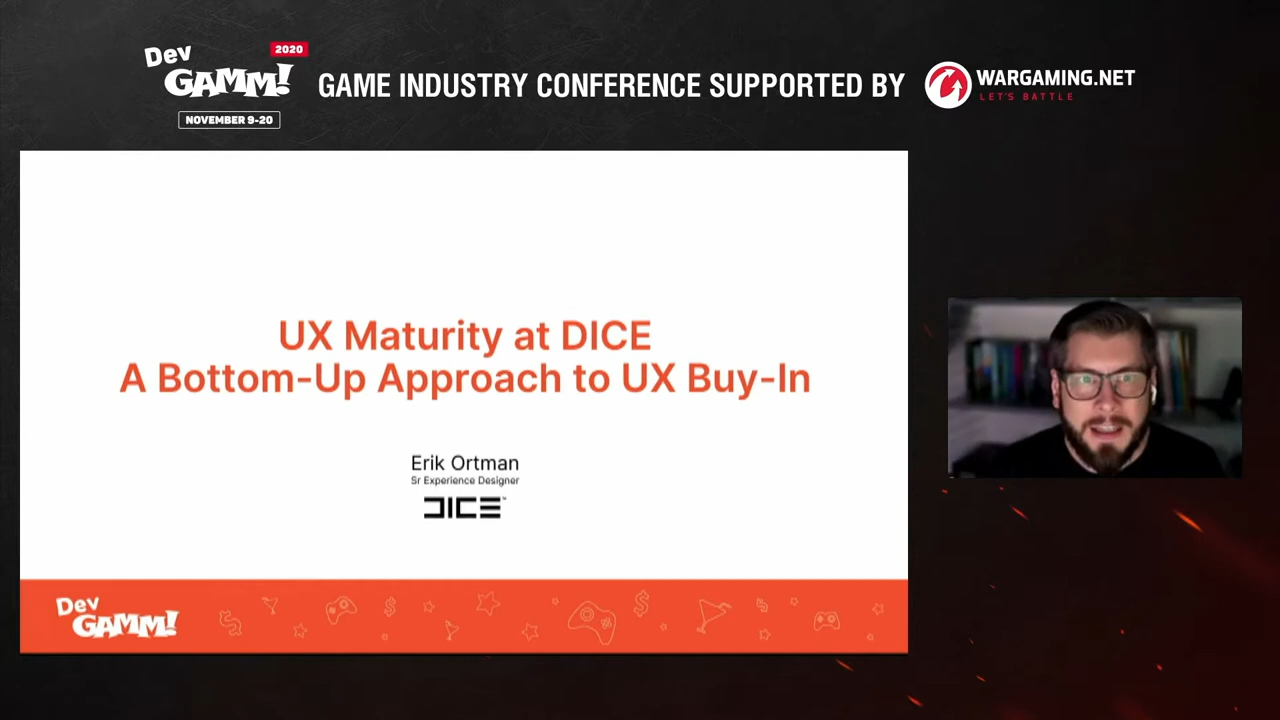 Dev
GAMM!
2020
NOVEMBER 9-20
GAME INDUSTRY CONFERENCE SUPPORTED BY
WARGAMING.NET
LET'S BATTLE
UX Maturity at DICE
A Bottom-Up Approach to UX Buy-In
Erik Ortman
Sr Experience Designer
DICE™
Dev
GAMM!